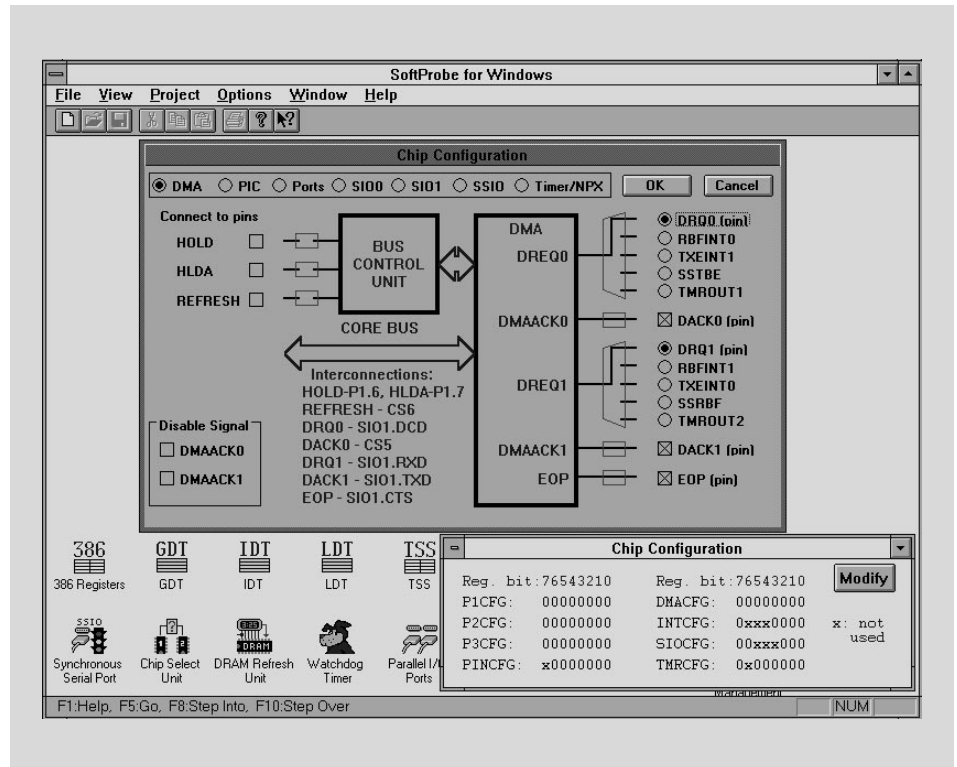 SoftProbe for Windows
File View Project Options Window Help
Chip Configuration
DMA PIC Ports SIO0 SIO1 SSIO Timer/NPX OK Cancel
Connect to pins
HOLD
HLDA
REFRESH
BUS
CONTROL
UNIT
CORE BUS
Interconnections:
HOLD-P1.6, HLDA-P1.7
REFRESH - CS6
DRQ0 - SIO1.DCD
DACK0 - CS5
DRQ1 - SIO1.RXD
DACK1 - SIO1.TXD
EOP - SIO1.CTS
Disable Signal
DMAACK0
DMAACK1
DMA
DREQ0
DMAACK0
DREQ1
DMAACK1
EOP
DRQ0 (pin)
RBFINT0
TXEINT1
SSTBE
TMROUT1
DACK0 (pin)
DRQ1 (pin)
RBFINT1
TXEINT0
SSRBF
TMROUT2
DACK1 (pin)
EOP (pin)
386 GDT IDT LDT TSS
386 Registers GDT IDT LDT TSS
SSIO
DRAM
Synchronous
Serial Port
Chip Select
Unit
DRAM Refresh
Unit
Watchdog
Timer
Parallel I/
Ports
Chip Configuration
Reg. bit:76543210 Reg. bit:76543210 Modify
P1CFG: 00000000 DMACFG: 00000000
P2CFG: 00000000 INTCFG: 0xxx0000 x: not
P3CFG: 00000000 SIOCFG: 00xxx000 used
PINCFG: x0000000 TMRCFG: 0x000000
Management
F1:Help, F5:Go, F8:Step Into, F10:Step Over NUM